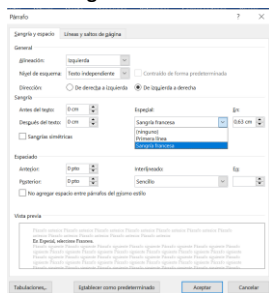 Párrafo ? ×
Sangría y espacio Líneas y saltos de página
General
Alineación: Izquierda
Nivel de esquema: Texto independiente Contraído de forma predeterminada
Dirección: De derecha a izquierda De izquierda a derecha
Sangría
Antes del texto: 0 cm Especial: En:
Después del texto: 0 cm Sangría francesa 0,63 cm
(ninguno)
Primera línea
Sangría francesa
Sangrías simétricas
Espaciado
Anterior: 0 pto Interlineado: En:
Posterior: 0 pto Sencillo
No agregar espacio entre párrafos del mismo estilo
Vista previa
En Especial, seleccione Francesa.
Tabulaciones... Establecer como predeterminado Aceptar Cancelar